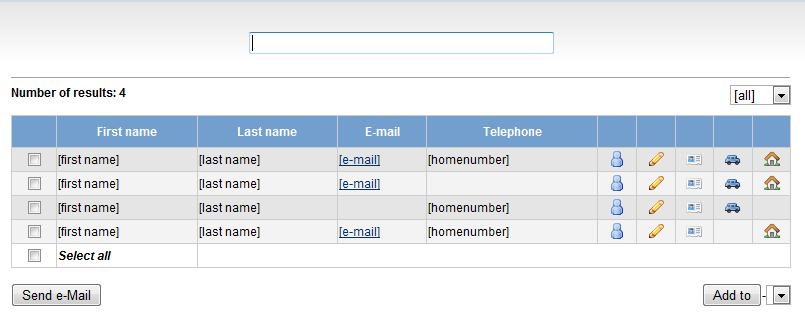 Number of results: 4
[all]
First name Last name E-mail Telephone
[first name] [last name] [e-mail] [homenumber]
[first name] [last name] [e-mail]
[first name] [last name] [homenumber]
[first name] [last name] [e-mail] [homenumber]
Select all
Send e-Mail
Add to -